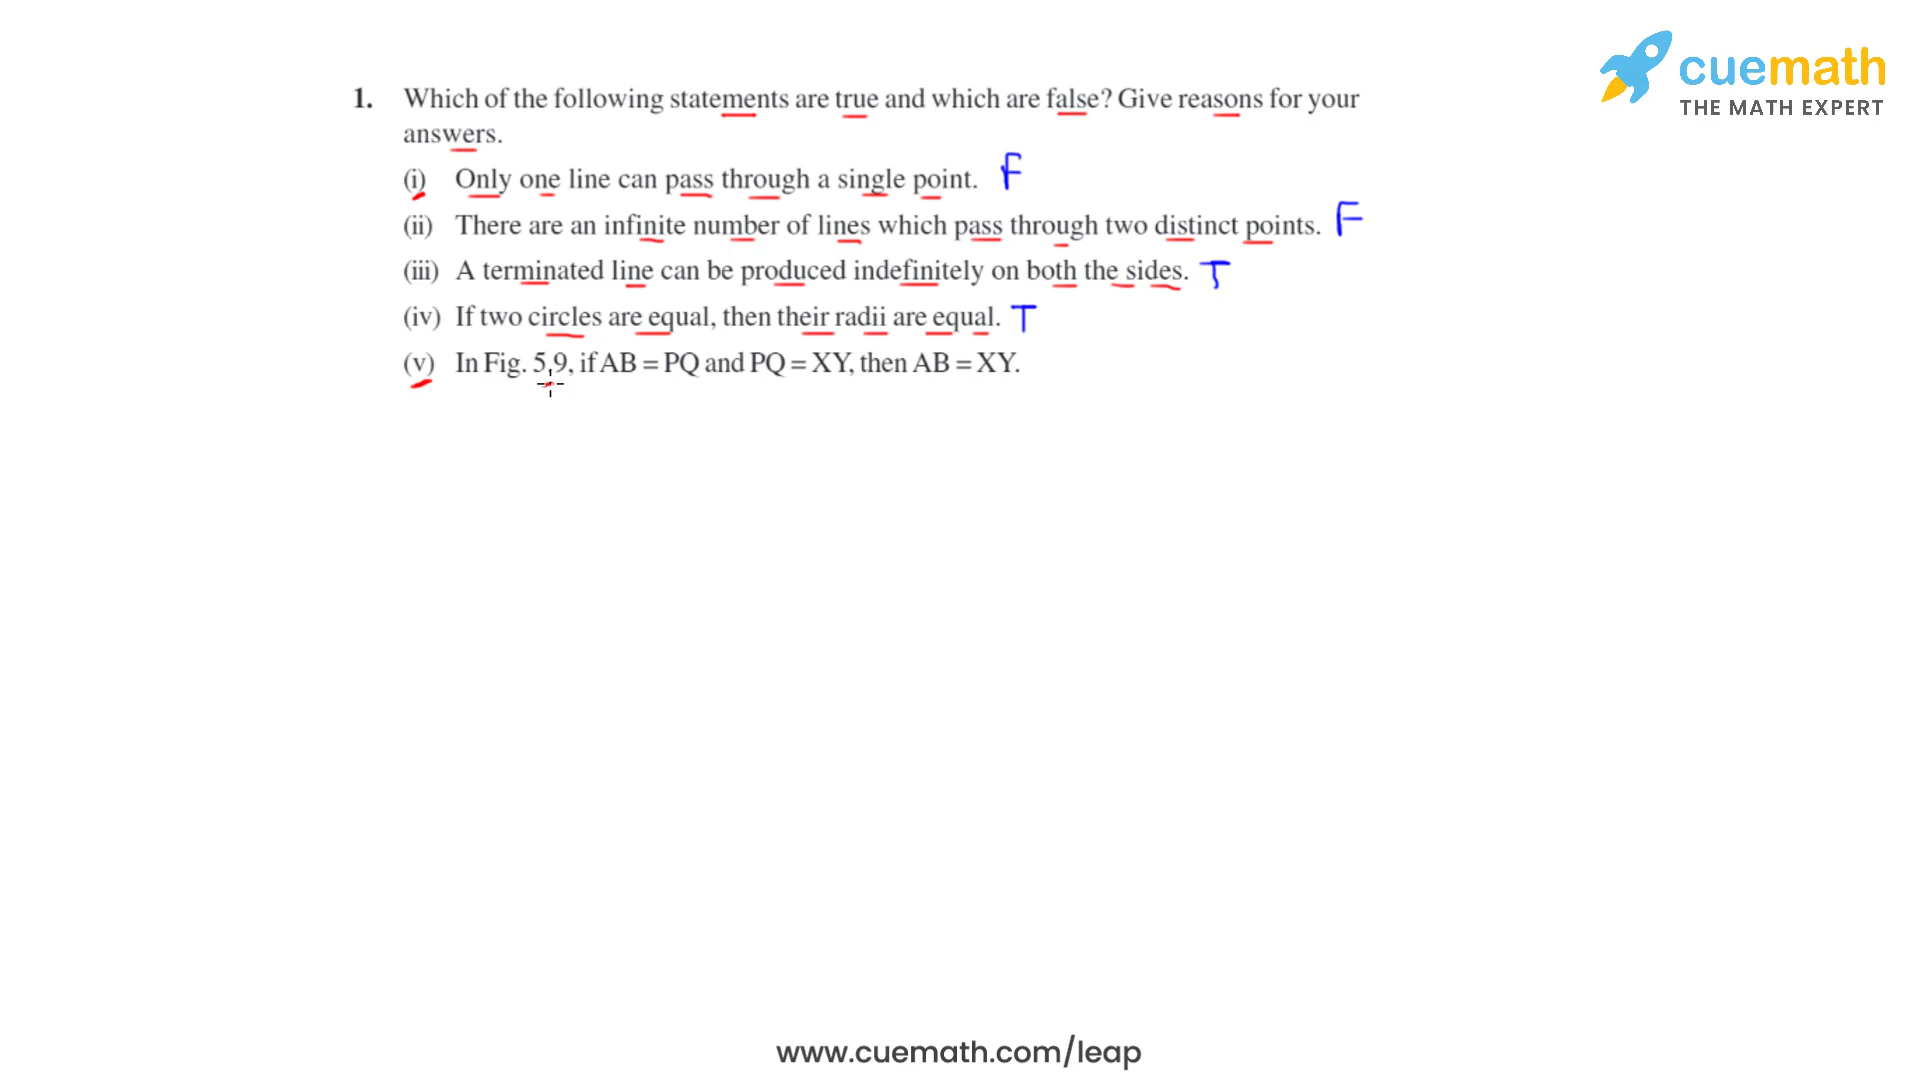 cuemath
THE MATH EXPERT
1. Which of the following statements are true and which are false? Give reasons for your
answers.
(i) Only one line can pass through a single point. F
(ii) There are an infinite number of lines which pass through two distinct points. F
(iii) A terminated line can be produced indefinitely on both the sides. T
(iv) If two circles are equal, then their radii are equal. T
(v) In Fig. 5.9, if AB = PQ and PQ = XY, then AB = XY.
www.cuemath.com/leap